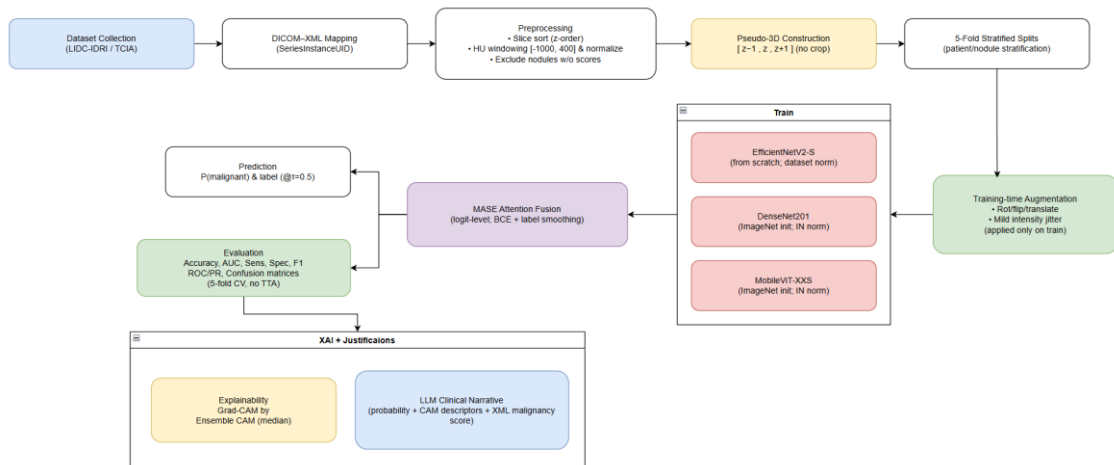 Dataset Collection
(LIDC-IDRI / TCIA)
DICOM–XML Mapping
(SeriesInstanceUID)
Preprocessing
• Slice sort (z-order)
• HU windowing [-1000, 400] & normalize
• Exclude nodules w/o scores
Pseudo-3D Construction
[ z−1 , z , z+1 ] (no crop)
5-Fold Stratified Splits
(patient/nodule stratification)
Training-time Augmentation
• Rot/flip/translate
• Mild intensity jitter
(applied only on train)
Train
EfficientNetV2-S
(from scratch; dataset norm)
DenseNet201
(ImageNet init; IN norm)
MobileViT-XXS
(ImageNet init; IN norm)
MASE Attention Fusion
(logit-level; BCE + label smoothing)
Prediction
P(malignant) & label (@τ=0.5)
Evaluation
Accuracy, AUC, Sens, Spec, F1
ROC/PR, Confusion matrices
(5-fold CV, no TTA)
XAI + Justificaions
Explainability
Grad-CAM by
Ensemble CAM (median)
LLM Clinical Narrative
(probability + CAM descriptors + XML malignancy
score)